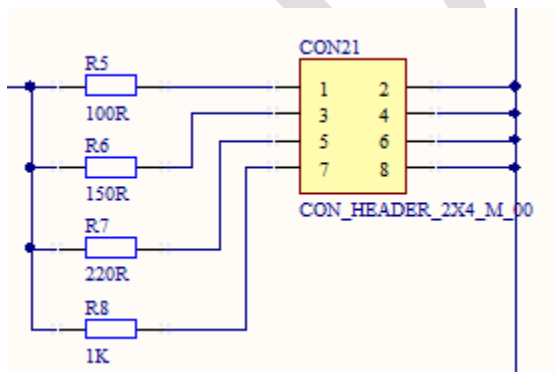 CON21
R5
100R
1 2
3 4
5 6
7 8
R6
150R
CON_HEADER_2X4_M_00
R7
220R
R8
1K